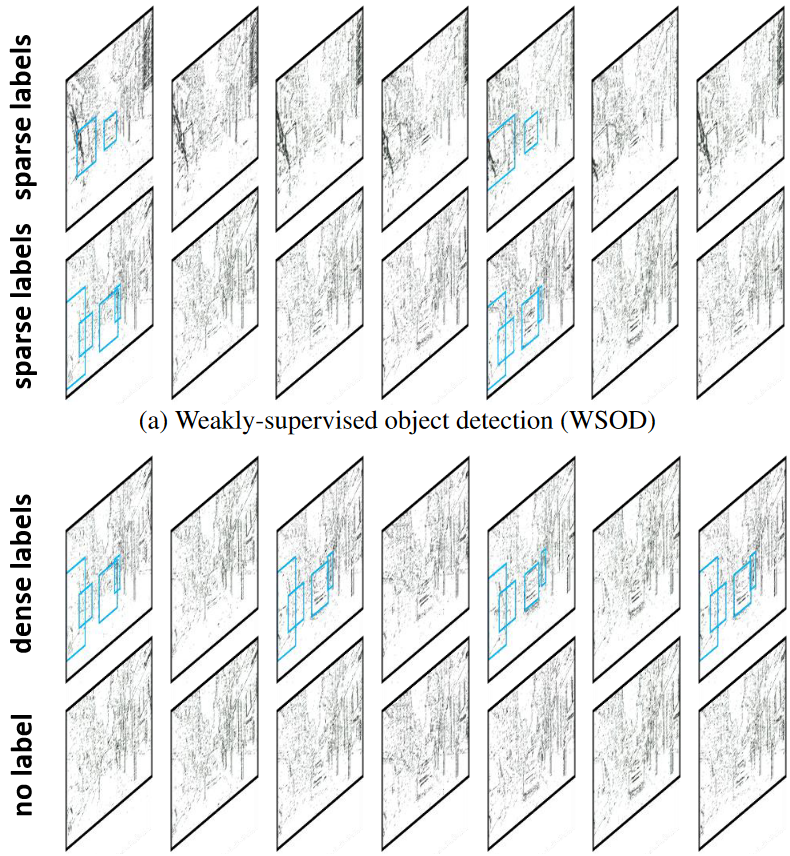 sparse labels
sparse labels
(a) Weakly-supervised object detection (WSOD)
dense labels
no label